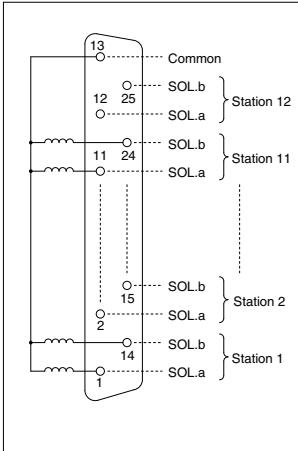 13
Common
25
SOL.b
12
SOL.a
Station 12
SOL.b
24
11
SOL.a
Station 11
SOL.b
15
2
SOL.a
Station 2
SOL.b
14
1
SOL.a
Station 1